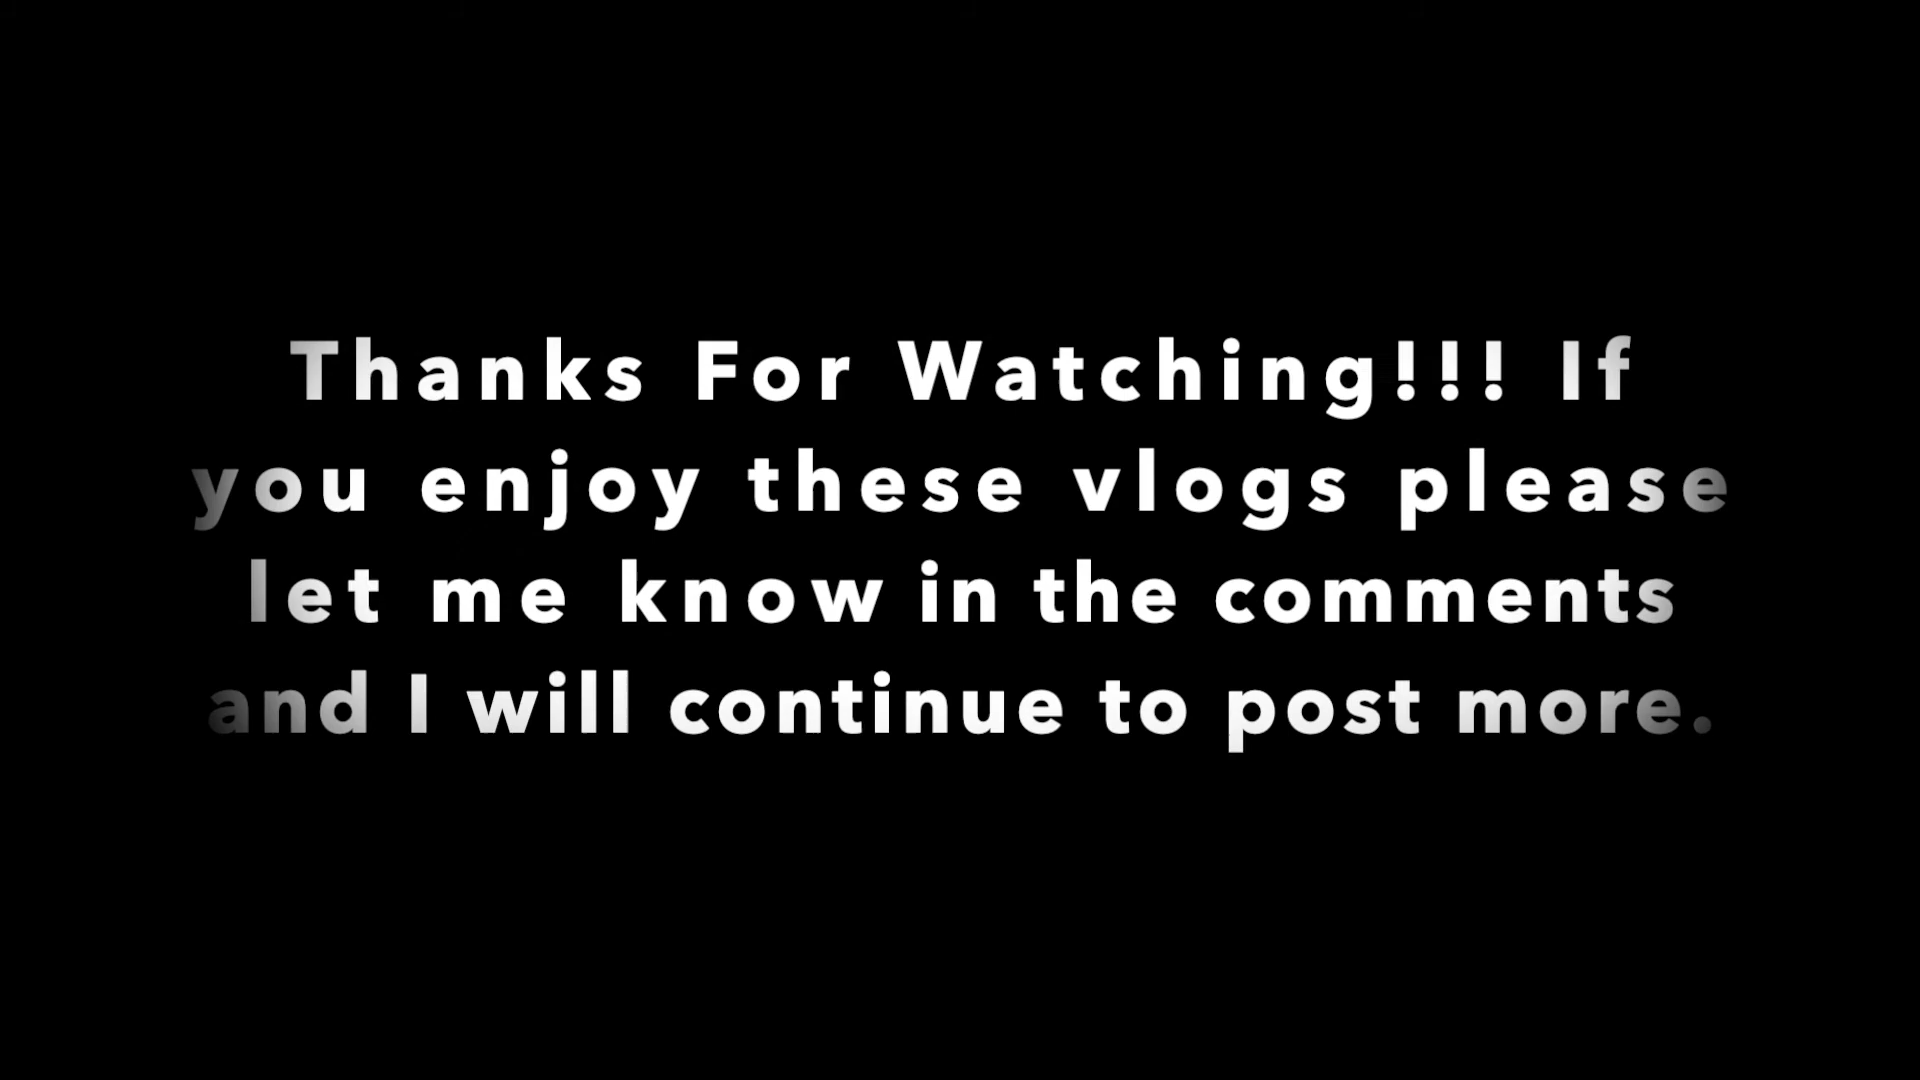 Thanks For Watching!!! If
you enjoy these vlogs please
let me know in the comments
and I will continue to post more.